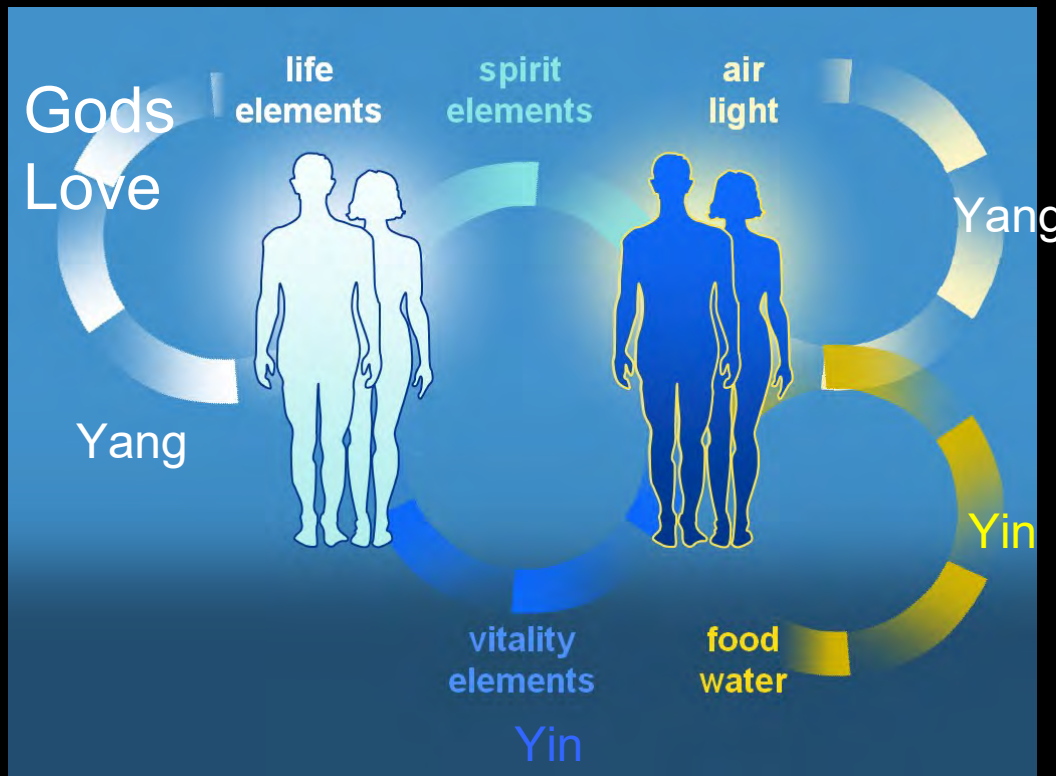 life
elements
spirit
elements
air
light
Gods
Love
Yang
Yang
Yin
vitality
elements
food
water
Yin